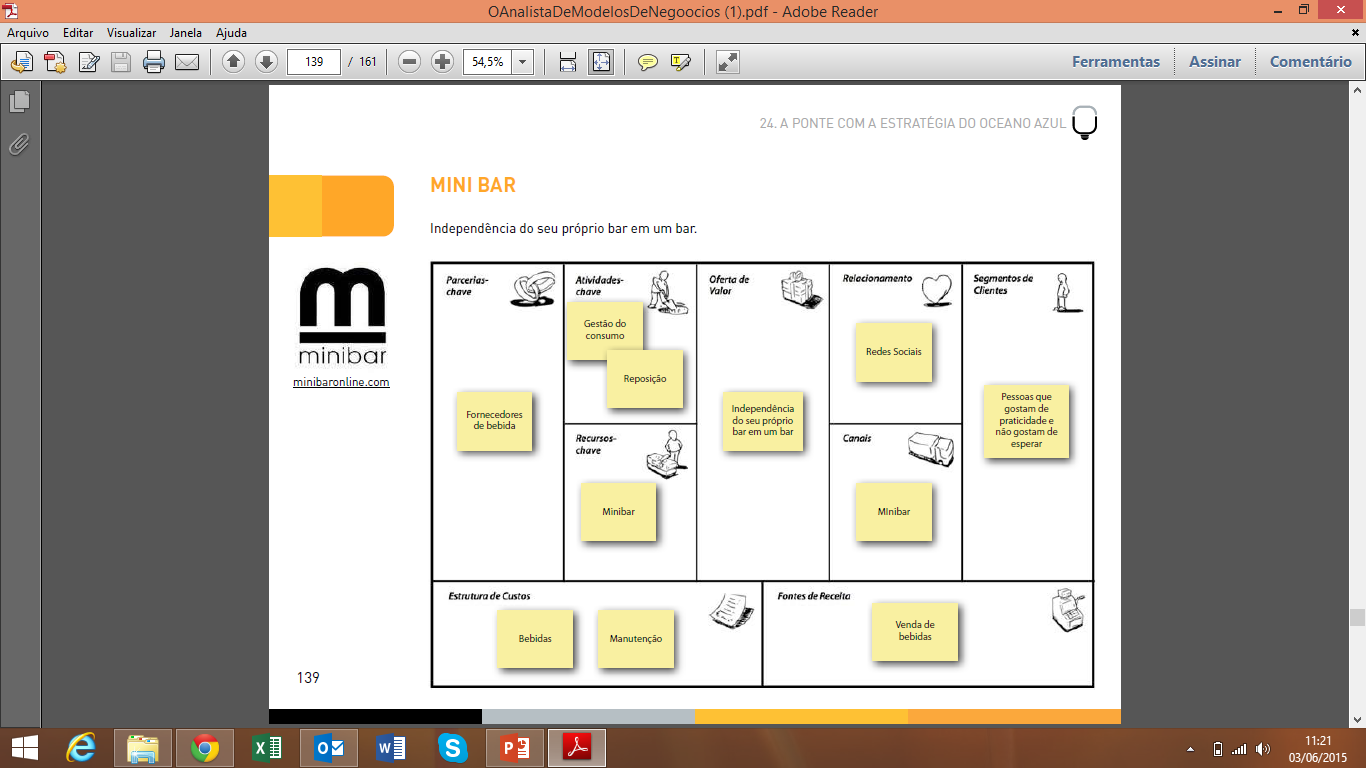 OAnalistaDeModelosDeNegoocios (1).pdf - Adobe Reader
Arquivo Editar Visualizar Janela Ajuda
139 / 161 54,5% Ferramentas Assinar Comentário
24. A PONTE COM A ESTRATÉGIA DO OCEANO AZUL
MINI BAR
Independência do seu próprio bar em um bar.
m
minibar
minibaronline.com
Parcerias-
chave
Fornecedores
de bebida
Atividades-
chave
Gestão do
consumo
Reposição
Recursos-
chave
Minibar
Oferta de
Valor
Independência
do seu próprio
bar em um bar
Relacionamento
Redes Sociais
Canais
MInibar
Segmentos de
Clientes
Pessoas que
gostam de
praticidade e
não gostam de
esperar
Estrutura de Custos
Bebidas
Manutenção
Fontes de Receita
Venda de
bebidas
139
11:21
03/06/2015